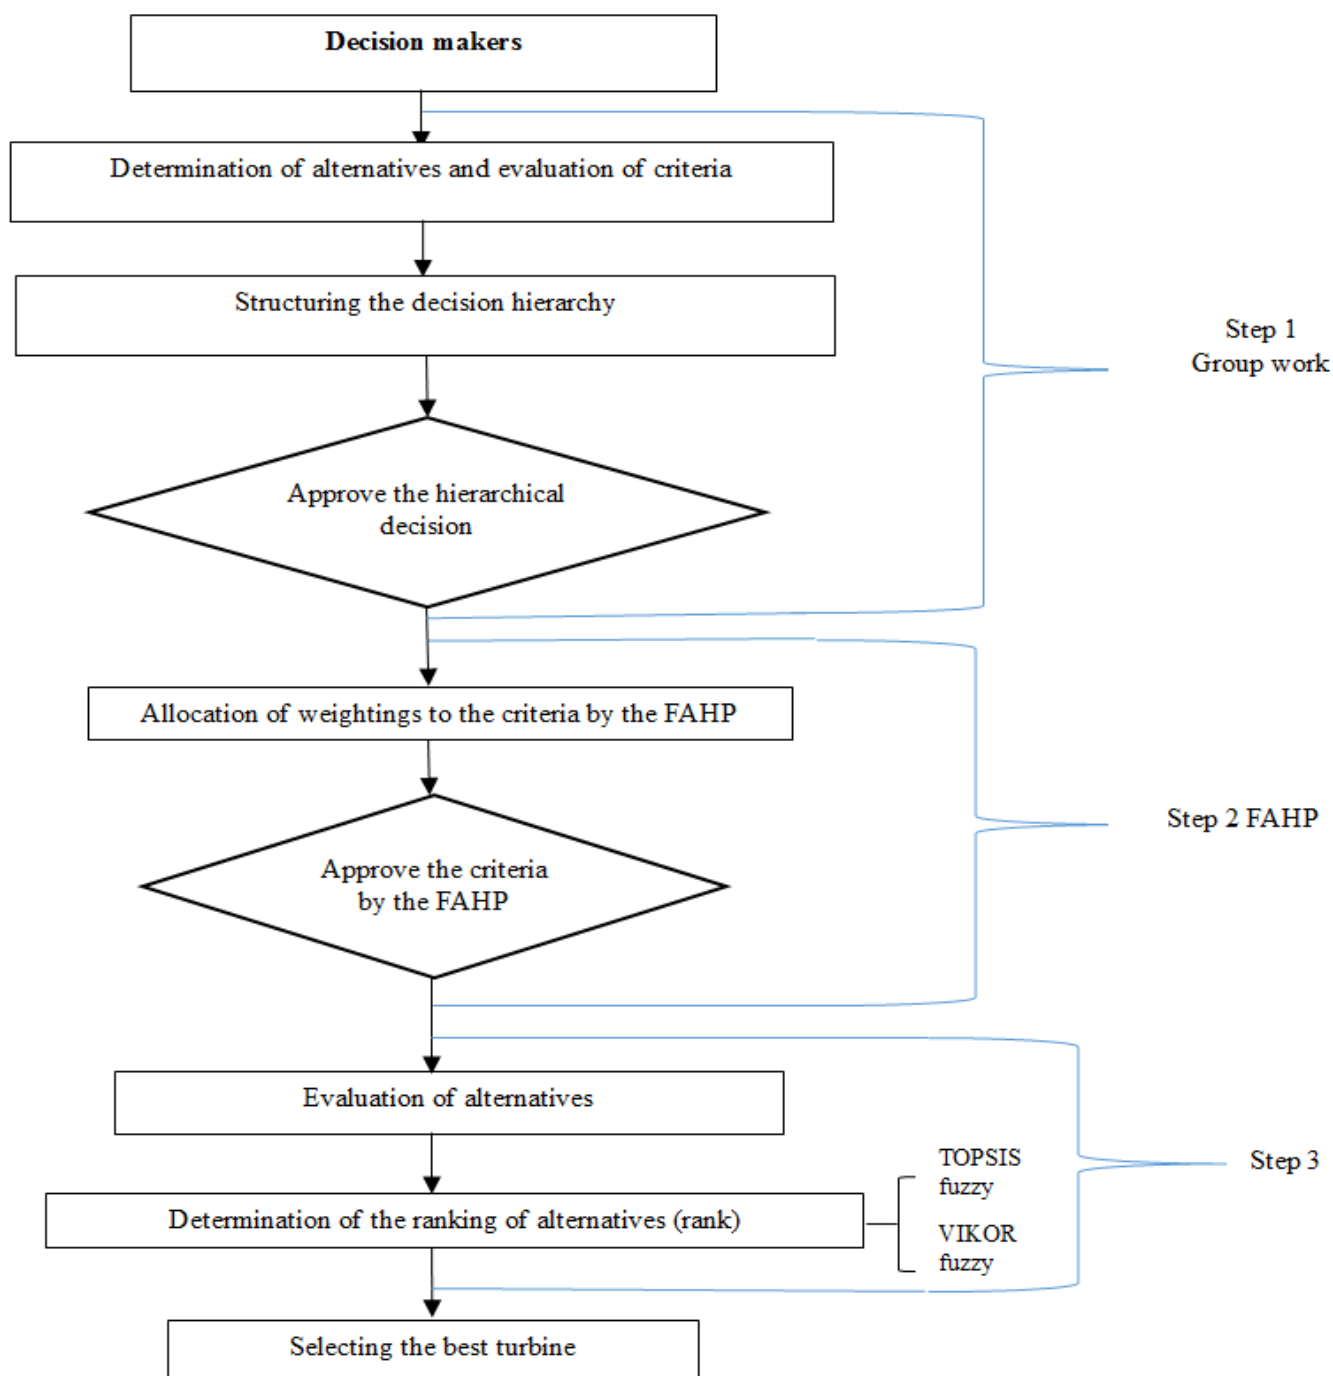 Decision makers
Determination of alternatives and evaluation of criteria
Structuring the decision hierarchy
Step 1
Group work
Approve the hierarchical
decision
Allocation of weightings to the criteria by the FAHP
Step 2 FAHP
Approve the criteria
by the FAHP
Evaluation of alternatives
Determination of the ranking of alternatives (rank)
TOPSIS
fuzzy
VIKOR
fuzzy
Step 3
Selecting the best turbine